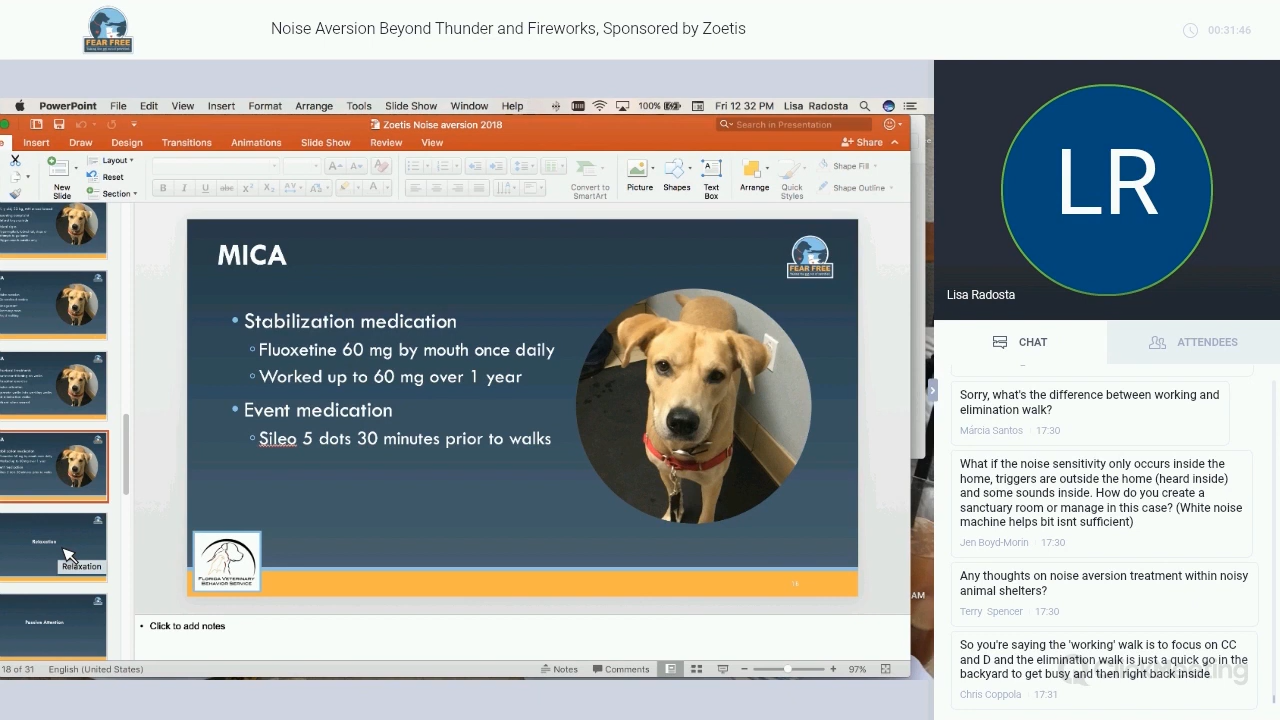 FEAR FREE
Noise Aversion Beyond Thunder and Fireworks, Sponsored by Zoetis
00:31:46
PowerPoint File Edit View Insert Format Arrange Tools Slide Show Window Help 100% Fri 12 32 PM Lisa Radosta
Zoetis Noise aversion 2018
Search in Presentation
Insert Draw Design Transitions Animations Slide Show Review View
Share
New Slide
Layout
Reset
Section
Convert to SmartArt
Picture
Shapes
Text Box
Arrange
Quick Styles
Shape Fill
Shape Outline
MICA
FEAR FREE
• Stabilization medication
◦ Fluoxetine 60 mg by mouth once daily
◦ Worked up to 60 mg over 1 year
• Event medication
◦ Sileo 5 dots 30 minutes prior to walks
FLORIDA VETERINARY
BEHAVIOR SERVICE
Relaxation
Relaxation
Passive Attention
AM
• Click to add notes
18 of 31 English (United States)
Notes Comments 97%
LR
Lisa Radosta
CHAT
ATTENDEES
Sorry, what's the difference between working and
elimination walk?
Márcia Santos · 17:30
What if the noise sensitivity only occurs inside the
home, triggers are outside the home (heard inside)
and some sounds inside. How do you create a
sanctuary room or manage in this case? (White noise
machine helps bit isnt sufficient)
Jen Boyd-Morin · 17:30
Any thoughts on noise aversion treatment within noisy
animal shelters?
Terry Spencer · 17:30
So you're saying the 'working' walk is to focus on CC
and D and the elimination walk is just a quick go in the
backyard to get busy and then right back inside
Chris Coppola · 17:31